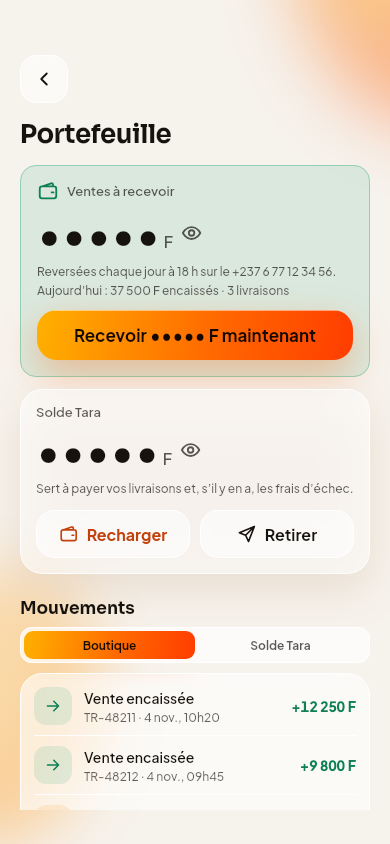 Portefeuille
Ventes à recevoir
● ● ● ● ● F
Reversées chaque jour à 18 h sur le +237 6 77 12 34 56.
Aujourd'hui : 37 500 F encaissés · 3 livraisons
Recevoir ●●●●● F maintenant
Solde Tara
● ● ● ● ● F
Sert à payer vos livraisons et, s'il y en a, les frais d'échec.
Recharger
Retirer
Mouvements
Boutique
Solde Tara
Vente encaissée
+12 250 F
TR-48211 · 4 nov., 10h20
Vente encaissée
+9 800 F
TR-48212 · 4 nov., 09h45